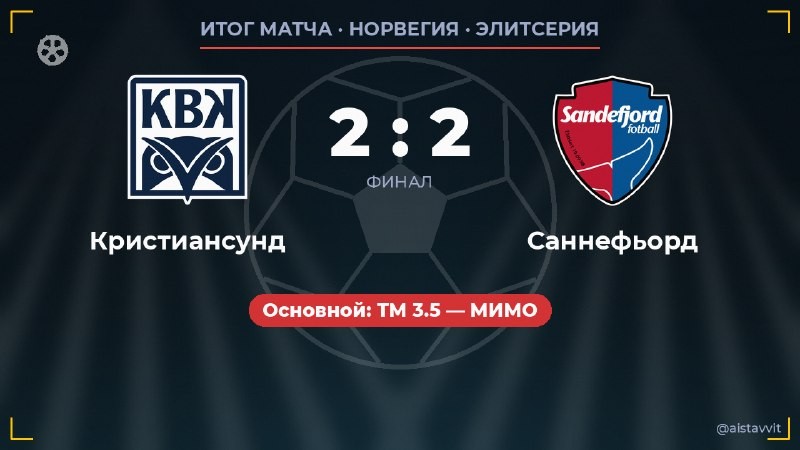 ИТОГ МАТЧА · НОРВЕГИЯ · ЭЛИТСЕРИЯ
KBK
Sandefjord
fotball
2 : 2
ФИНАЛ
Кристиансунд
Саннефьорд
Основной: ТМ 3.5 — МИМО
@aistavvit